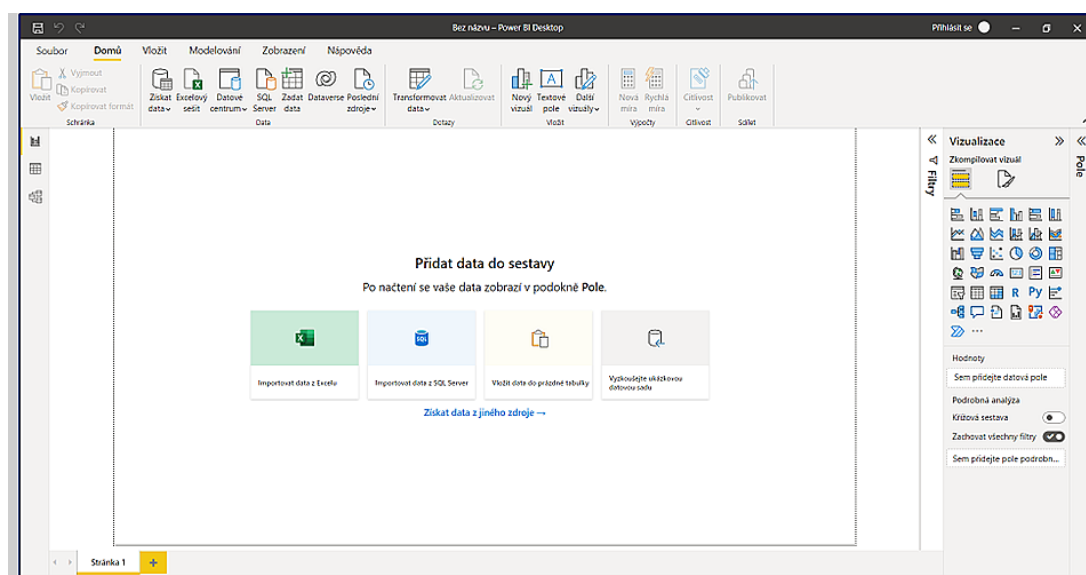 Bez názvu – Power BI Desktop
Přihlásit se
Soubor Domů Vložit Modelování Zobrazení Nápověda
Vložit
Vyjmout
Kopírovat
Kopírovat formát
Schránka
Získat data
Excelový sešit
Datové centrum
SQL Server
Zadat data
Dataverse
Poslední zdroje
Data
Transformovat data
Aktualizovat
Dotazy
Nový vizuál
Textové pole
Další vizuály
Vložit
Nová míra
Rychlá míra
Výpočty
Citlivost
Citlivost
Publikovat
Sdílet
Přidat data do sestavy
Po načtení se vaše data zobrazí v podokně Pole.
Importovat data z Excelu
Importovat data z SQL Server
Vložit data do prázdné tabulky
Vyzkoušejte ukázkovou
datovou sadu
Získat data z jiného zdroje →
Filtry
Vizualizace
Zkompilovat vizuál
R Py
Hodnoty
Sem přidejte datová pole
Podrobná analýza
Křížová sestava
Zachovat všechny filtry
Sem přidejte pole podrobn...
Pole
Stránka 1